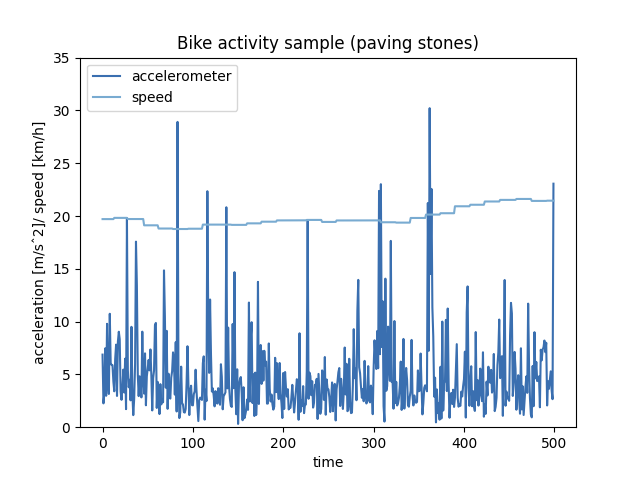 Bike activity sample (paving stones)
accelerometer
speed
35
30
25
20
15
10
5
0
acceleration [m/s^2]/ speed [km/h]
0 100 200 300 400 500
time